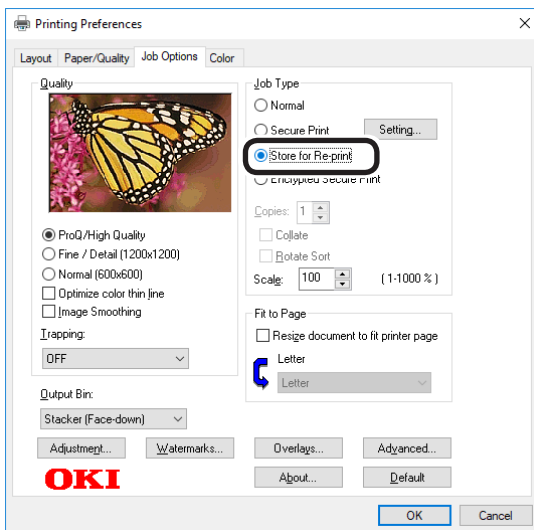 Printing Preferences
Layout Paper/Quality Job Options Color
Quality
ProQ/High Quality
Fine / Detail (1200x1200)
Normal (600x600)
Optimize color thin line
Image Smoothing
Trapping:
OFF
Output Bin:
Stacker (Face-down)
Job Type
Normal
Secure Print
Setting...
Store for Re-print
Encrypted Secure Print
Copies: 1
Collate
Rotate Sort
Scale: 100 (1-1000 %)
Fit to Page
Resize document to fit printer page
Letter
Letter
Adjustment... Watermarks... Overlays... Advanced...
OKI
About... Default
OK Cancel